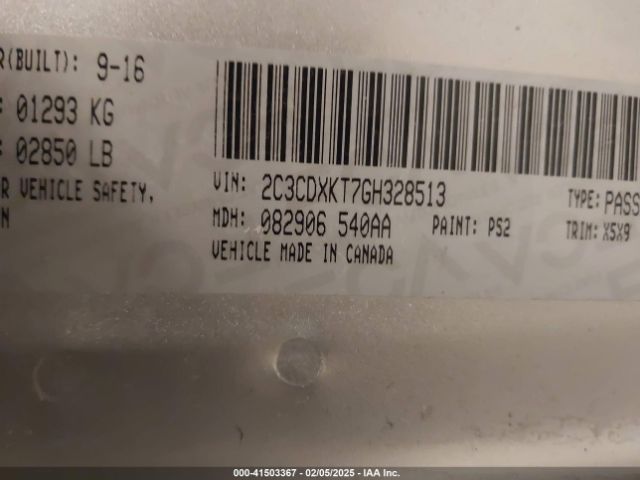 R(BUILT): 9-16
: 01293 KG
: 02850 LB
R VEHICLE SAFETY,
N
VIN: 2C3CDXKT7GH328513
TYPE: PASS
MDH: 082906 540AA
PAINT: PS2
TRIM: X5X9
VEHICLE MADE IN CANADA
000-41503367 - 02/05/2025 - IAA Inc.